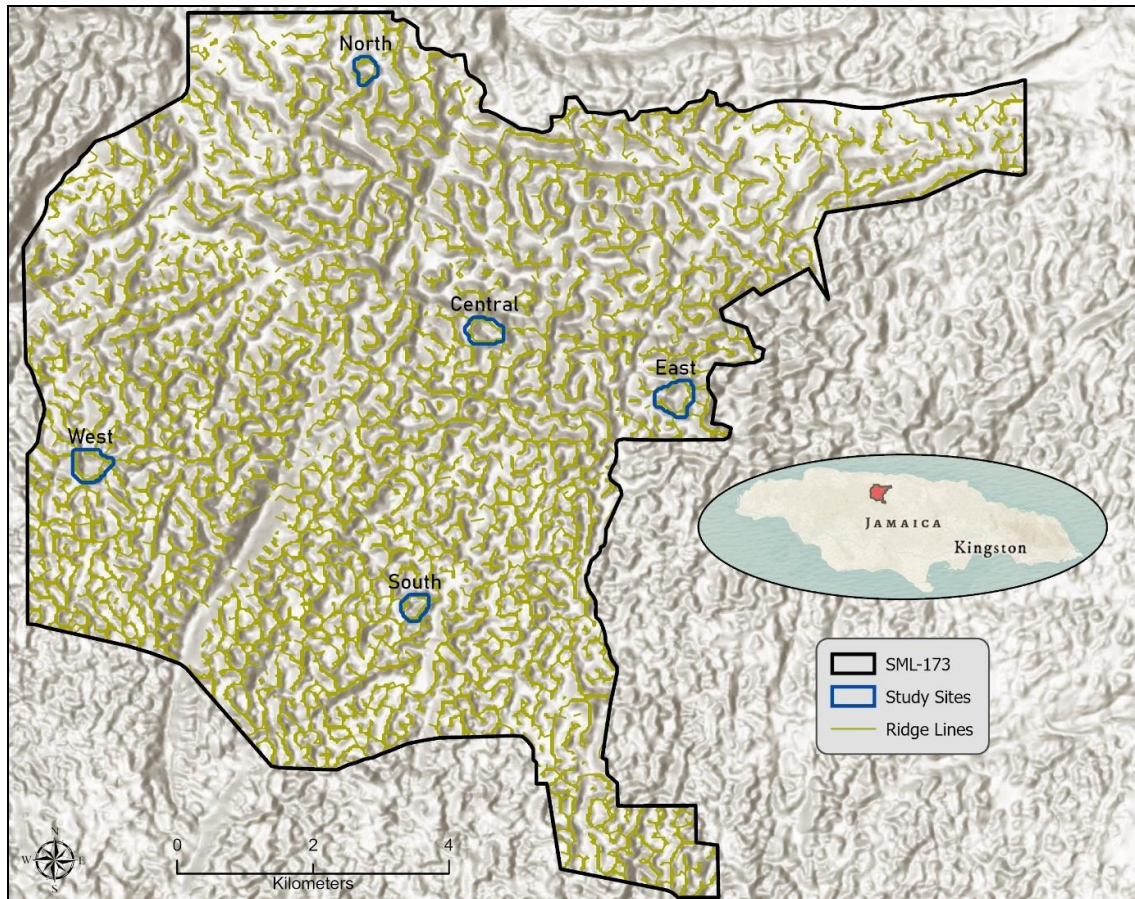 North
Central
East
West
South
JAMAICA
Kingston
SML-173
Study Sites
Ridge Lines
N
W E
S
0 2 4
Kilometers